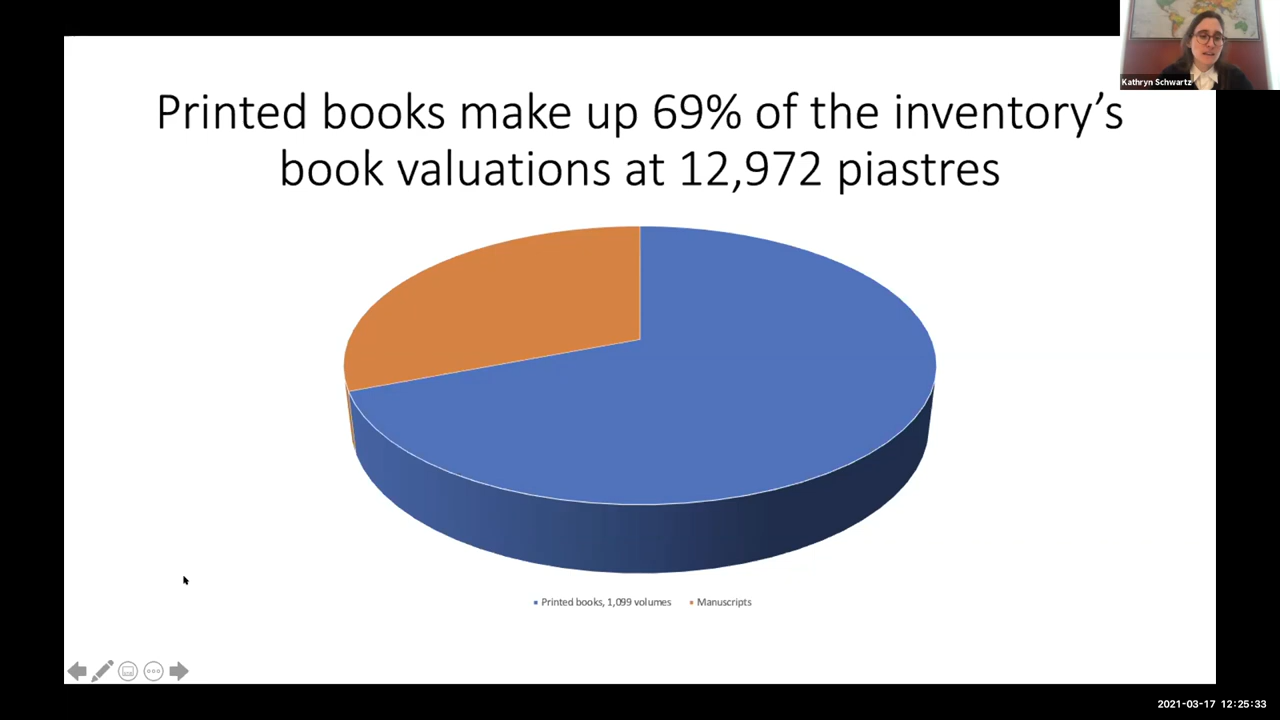 Kathryn Schwartz
Printed books make up 69% of the inventory’s
book valuations at 12,972 piastres
Printed books, 1,099 volumes
Manuscripts
2021-03-17 12:25:33